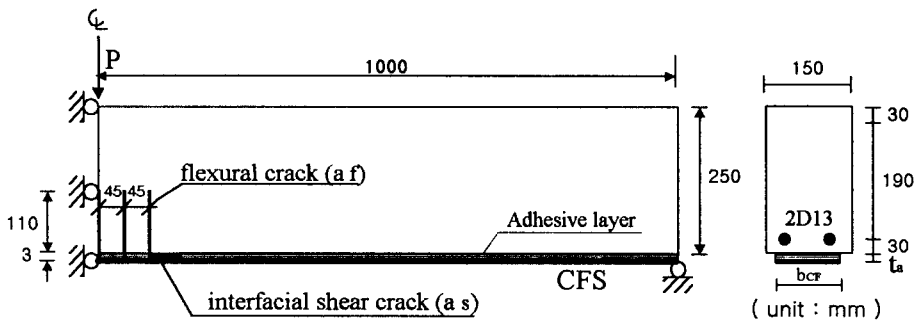 ℄
P
1000
150
45 45
flexural crack (a f)
110
3
250
30
190
30
Adhesive layer
2D13
CFS
interfacial shear crack (a s)
ta
bCF
( unit : mm )